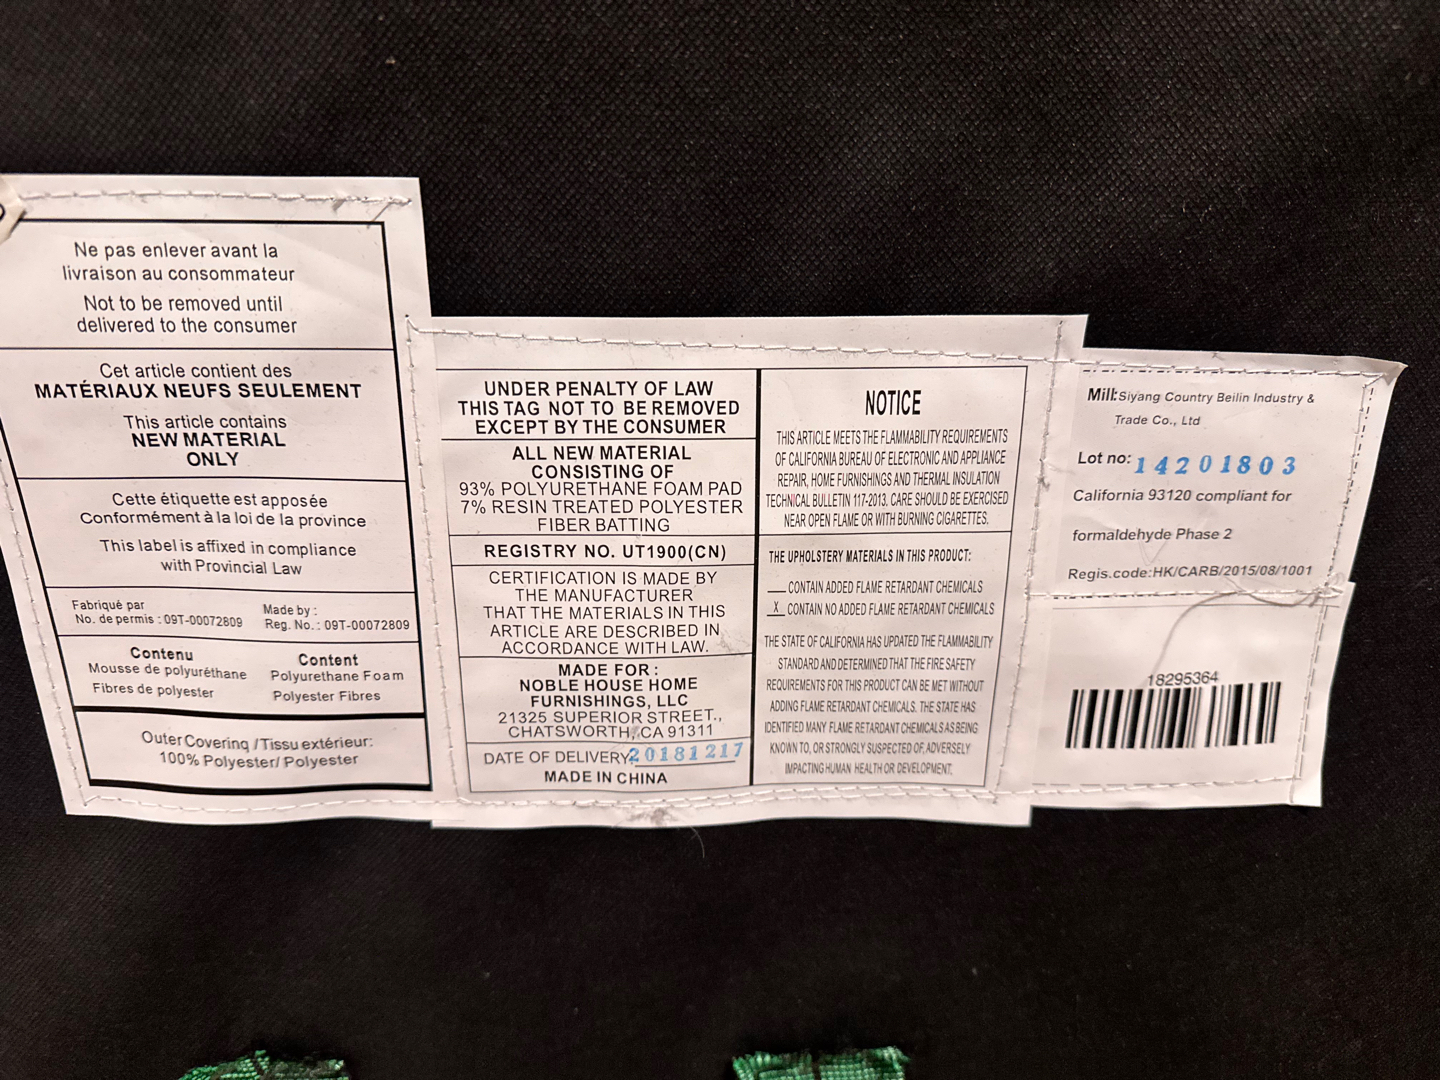 Ne pas enlever avant la
livraison au consommateur
Not to be removed until
delivered to the consumer
Cet article contient des
MATÉRIAUX NEUFS SEULEMENT
This article contains
NEW MATERIAL
ONLY
Cette étiquette est apposée
Conformément à la loi de la province
This label is affixed in compliance
with Provincial Law
Fabriqué par
No. de permis : 09T-00072809
Made by :
Reg. No. : 09T-00072809
Contenu
Mousse de polyuréthane
Fibres de polyester
Content
Polyurethane Foam
Polyester Fibres
Outer Covering /Tissu extérieur:
100% Polyester/ Polyester
UNDER PENALTY OF LAW
THIS TAG NOT TO BE REMOVED
EXCEPT BY THE CONSUMER
ALL NEW MATERIAL
CONSISTING OF
93% POLYURETHANE FOAM PAD
7% RESIN TREATED POLYESTER
FIBER BATTING
REGISTRY NO. UT1900(CN)
CERTIFICATION IS MADE BY
THE MANUFACTURER
THAT THE MATERIALS IN THIS
ARTICLE ARE DESCRIBED IN
ACCORDANCE WITH LAW.
MADE FOR :
NOBLE HOUSE HOME
FURNISHINGS, LLC
21325 SUPERIOR STREET.,
CHATSWORTH, CA 91311
DATE OF DELIVERY: 20181217
MADE IN CHINA
NOTICE
THIS ARTICLE MEETS THE FLAMMABILITY REQUIREMENTS
OF CALIFORNIA BUREAU OF ELECTRONIC AND APPLIANCE
REPAIR, HOME FURNISHINGS AND THERMAL INSULATION
TECHNICAL BULLETIN 117-2013. CARE SHOULD BE EXERCISED
NEAR OPEN FLAME OR WITH BURNING CIGARETTES.
THE UPHOLSTERY MATERIALS IN THIS PRODUCT:
___CONTAIN ADDED FLAME RETARDANT CHEMICALS
_X_CONTAIN NO ADDED FLAME RETARDANT CHEMICALS
THE STATE OF CALIFORNIA HAS UPDATED THE FLAMMABILITY
STANDARD AND DETERMINED THAT THE FIRE SAFETY
REQUIREMENTS FOR THIS PRODUCT CAN BE MET WITHOUT
ADDING FLAME RETARDANT CHEMICALS. THE STATE HAS
IDENTIFIED MANY FLAME RETARDANT CHEMICALS AS BEING
KNOWN TO, OR STRONGLY SUSPECTED OF, ADVERSELY
IMPACTING HUMAN HEALTH OR DEVELOPMENT.
Mill:Siyang Country Beilin Industry &
Trade Co., Ltd
Lot no: 14201803
California 93120 compliant for
formaldehyde Phase 2
Regis.code:HK/CARB/2015/08/1001
18295364